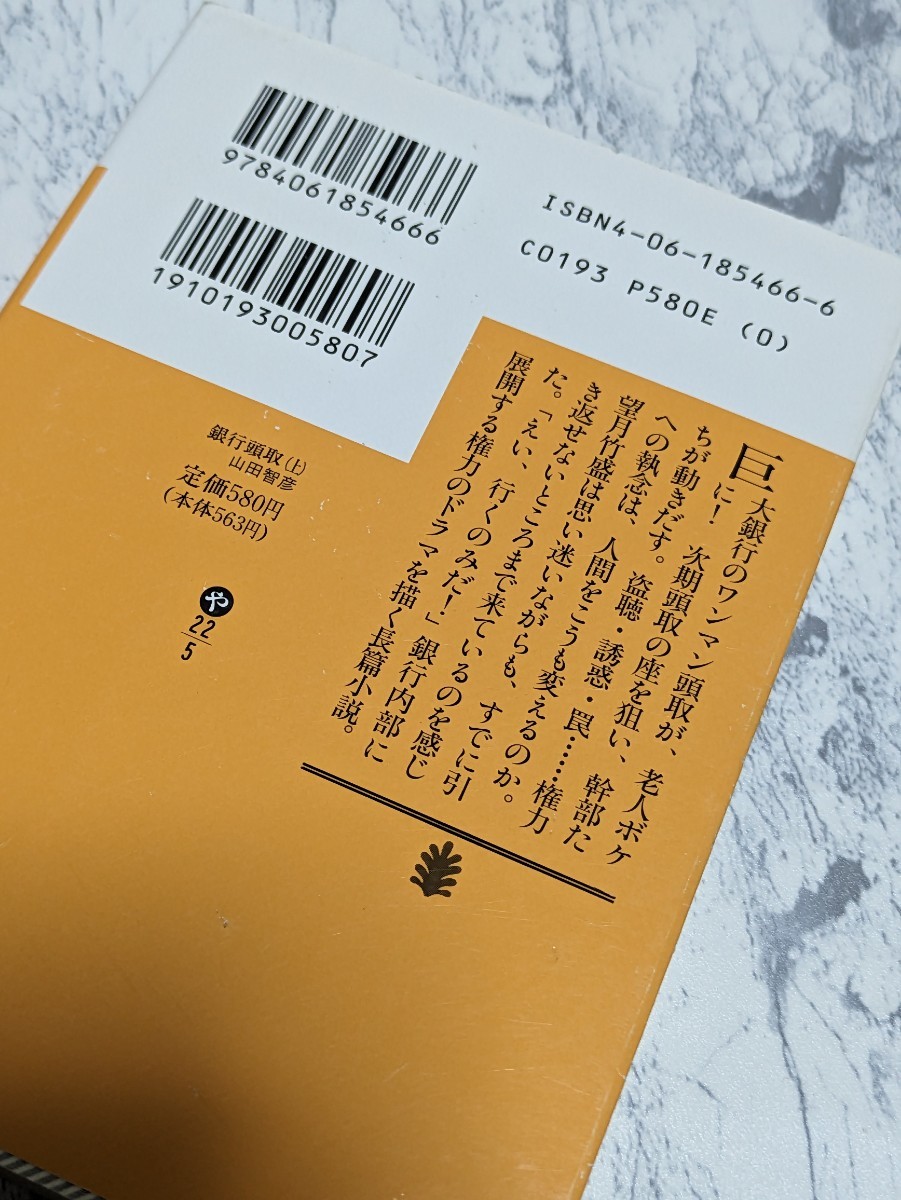 9784061854666
1910193005807
ISBN4-06-185466-6
C0193 P580E (0)
銀行頭取(上)
山田智彦
定価580円
(本体563円)
や
22
5
巨大銀行のワンマン頭取が、老人ボケ
に! 次期頭取の座を狙い、幹部た
ちが動きだす。盗聴・誘惑・罠……権力
への執念は、人間をこうも変えるのか。
望月竹盛は思い迷いながらも、すでに引
き返せないところまで来ているのを感じ
た。「えい、行くのみだ!」銀行内部に
展開する権力のドラマを描く長篇小説。